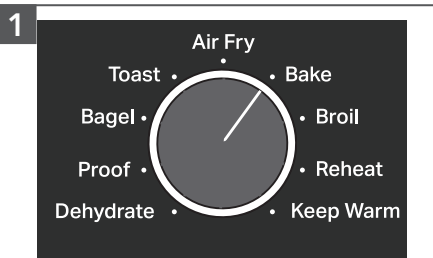 1
Air Fry
Toast Bake
Bagel Broil
Proof Reheat
Dehydrate Keep Warm